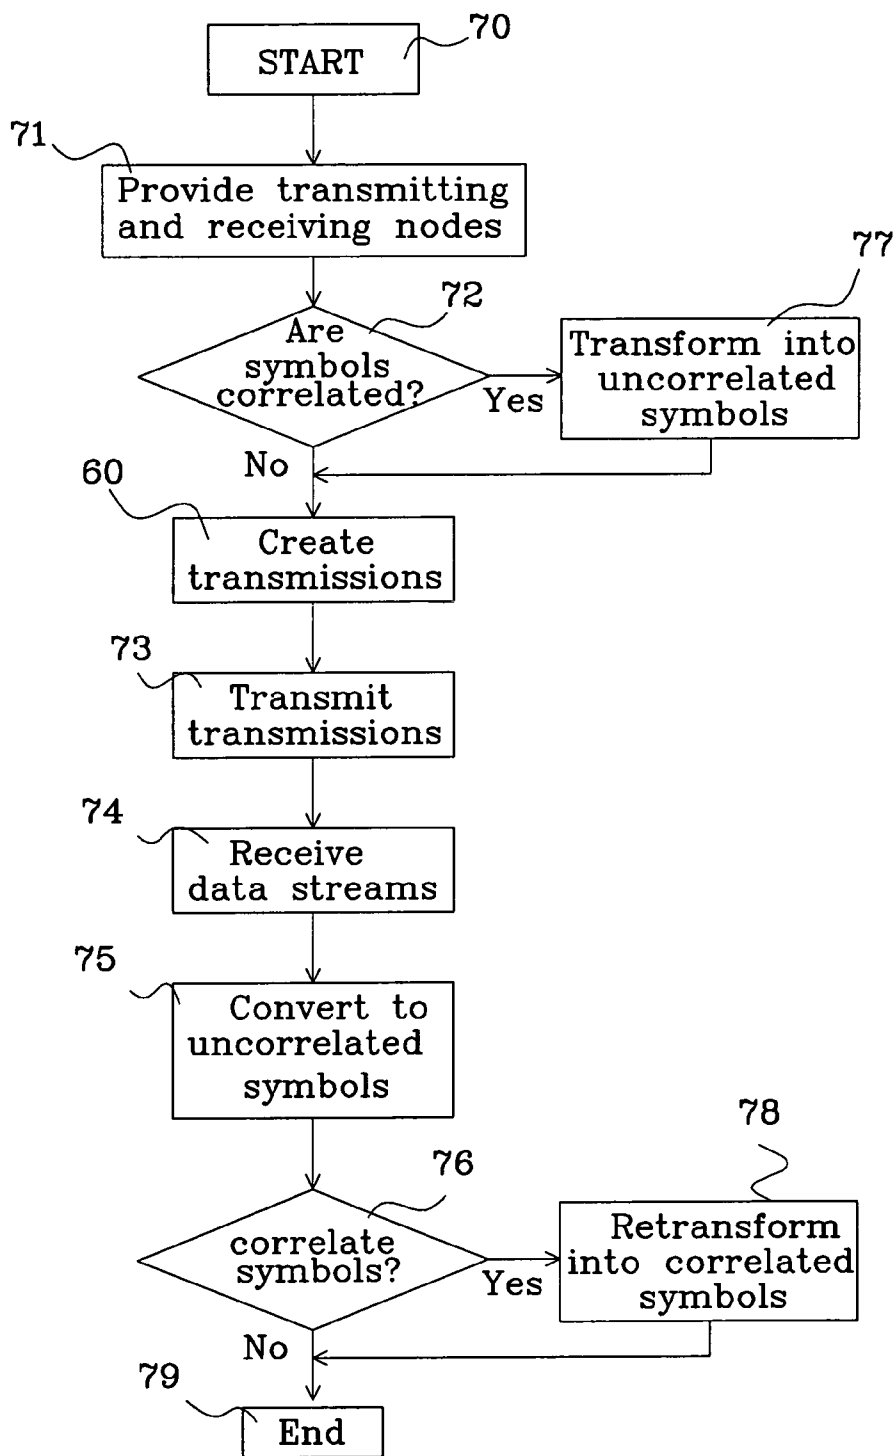 70
START
71
Provide transmitting
and receiving nodes
72
Are
symbols
correlated?
Yes
77
Transform into
uncorrelated
symbols
No
60
Create
transmissions
73
Transmit
transmissions
74
Receive
data streams
75
Convert to
uncorrelated
symbols
76
correlate
symbols?
Yes
78
Retransform
into correlated
symbols
No
79
End